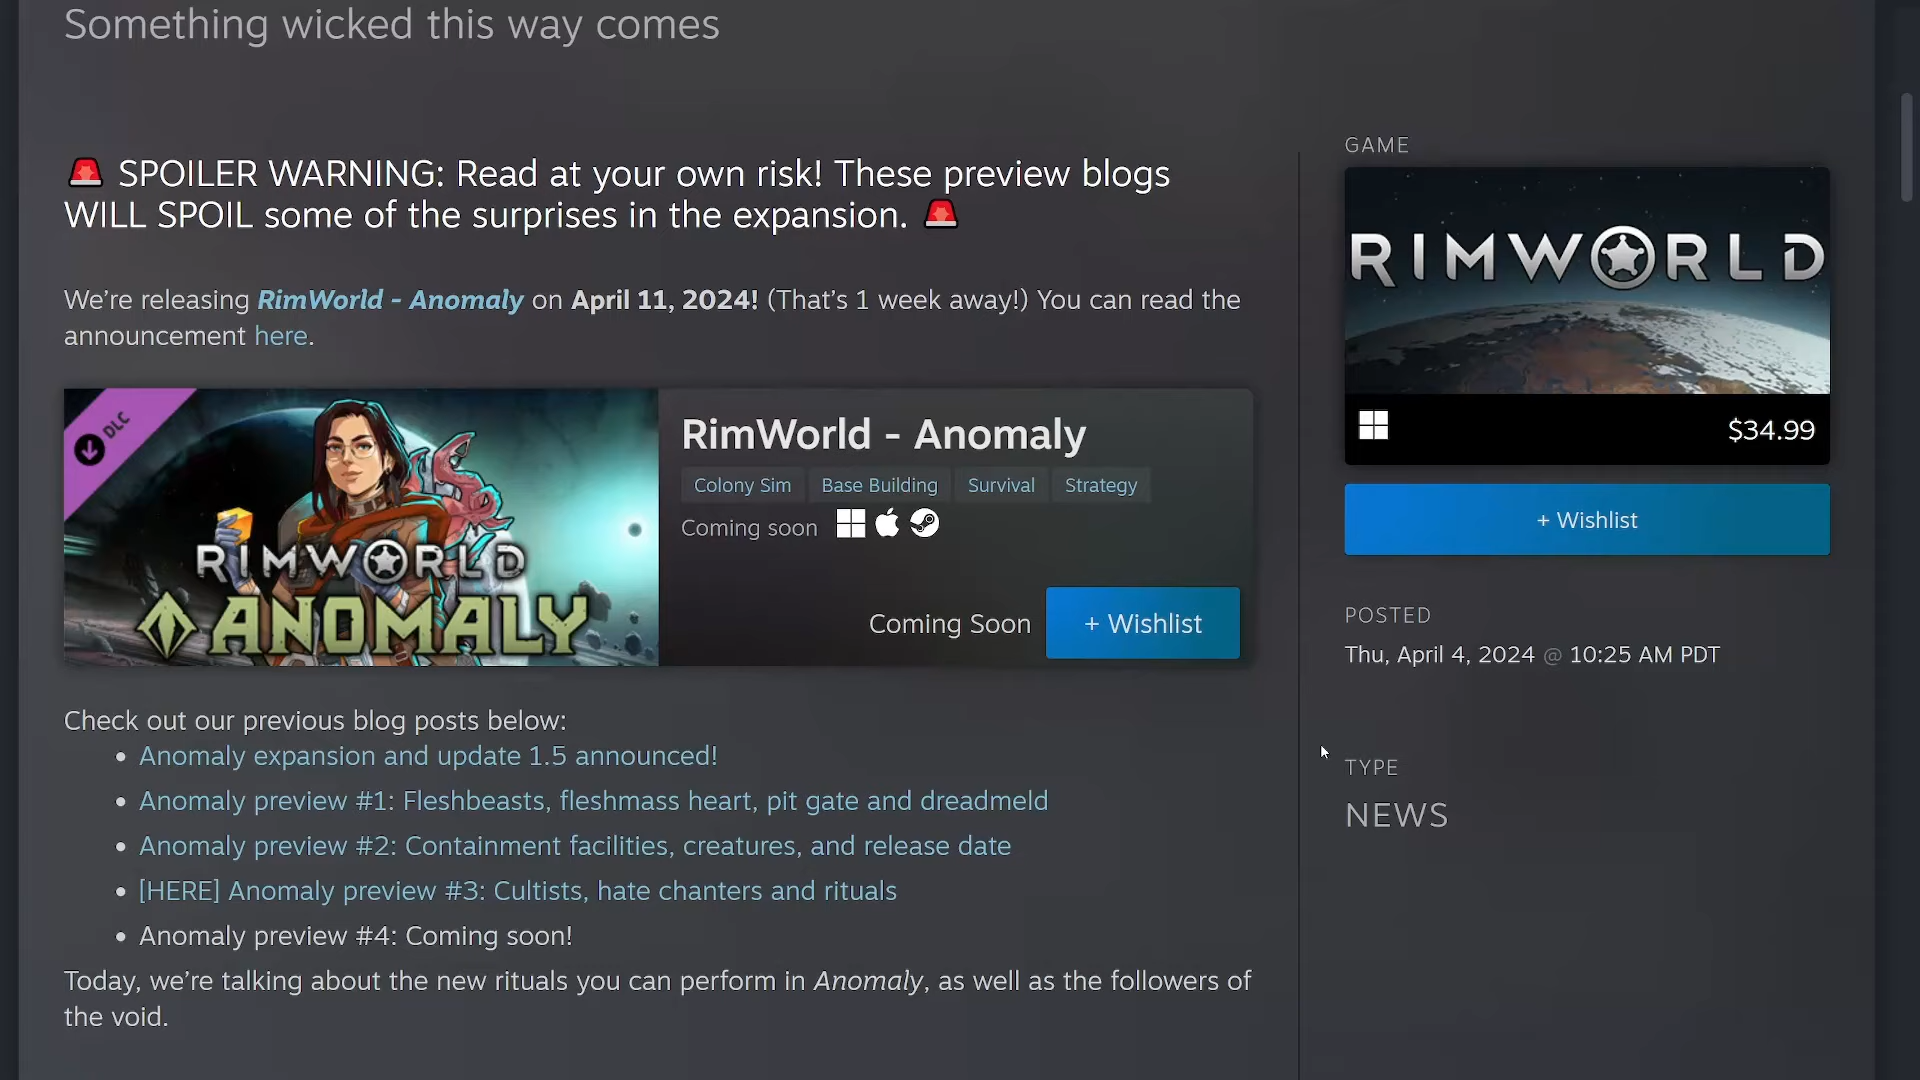 Something wicked this way comes
🚨 SPOILER WARNING: Read at your own risk! These preview blogs
WILL SPOIL some of the surprises in the expansion. 🚨
We’re releasing RimWorld - Anomaly on April 11, 2024! (That’s 1 week away!) You can read the
announcement here.
DLC
RIMWORLD
ANOMALY
RimWorld - Anomaly
Colony Sim Base Building Survival Strategy
Coming soon
Coming Soon + Wishlist
Check out our previous blog posts below:
• Anomaly expansion and update 1.5 announced!
• Anomaly preview #1: Fleshbeasts, fleshmass heart, pit gate and dreadmeld
• Anomaly preview #2: Containment facilities, creatures, and release date
• [HERE] Anomaly preview #3: Cultists, hate chanters and rituals
• Anomaly preview #4: Coming soon!
Today, we’re talking about the new rituals you can perform in Anomaly, as well as the followers of
the void.
GAME
RIMWORLD
$34.99
+ Wishlist
POSTED
Thu, April 4, 2024 @ 10:25 AM PDT
TYPE
NEWS